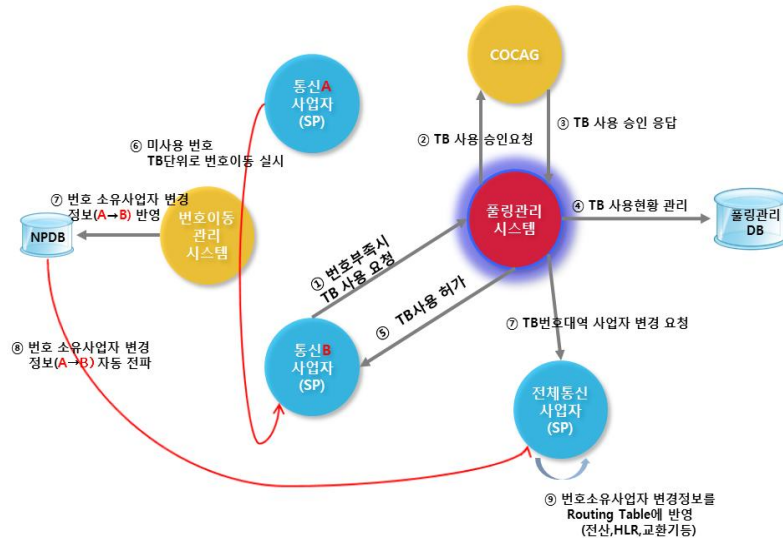 COCAG
통신A
사업자
(SP)
② TB 사용 승인요청
③ TB 사용 승인 응답
⑥ 미사용 번호
TB단위로 번호이동 실시
⑦ 번호 소유사업자 변경
정보(A→B) 반영
NPDB
번호이동
관리
시스템
풀링관리
시스템
④ TB 사용현황 관리
풀링관리
DB
① 번호부족시
TB 사용 요청
⑤ TB사용 허가
⑦ TB번호대역 사업자 변경 요청
⑧ 번호 소유사업자 변경
정보(A→B) 자동 전파
통신B
사업자
(SP)
전체통신
사업자
(SP)
⑨ 번호소유사업자 변경정보를
Routing Table에 반영
(전산,HLR,교환기등)